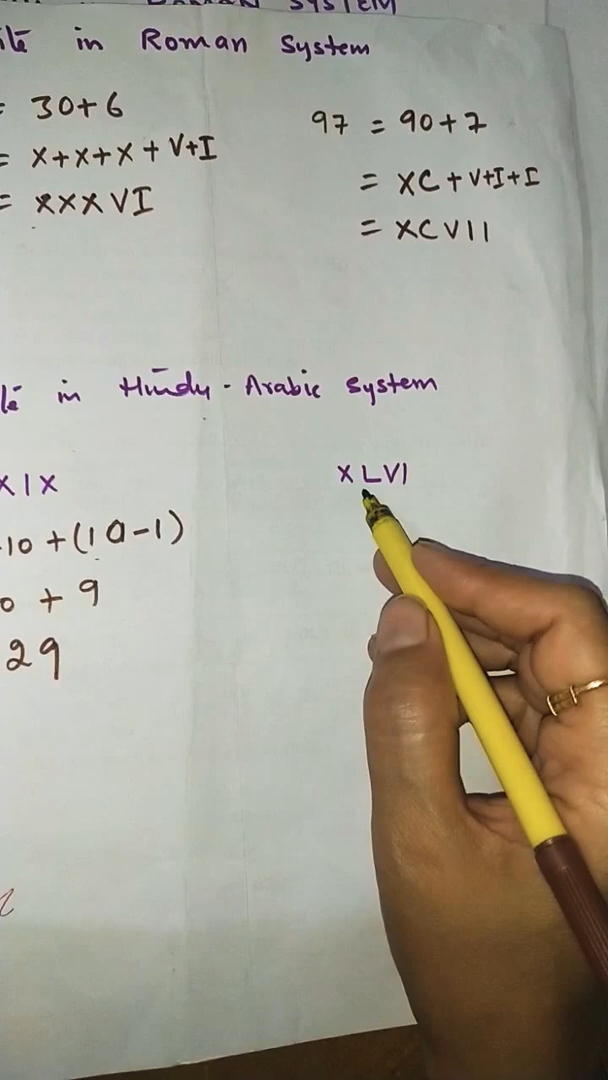 SYSTEM
in Roman System
= 30+6
= X+X+X+V+I
= XXXVI
97 = 90+7
= XC+V+I+I
= XCVII
in Hindu-Arabic System
XIX
10+(10-1)
0 + 9
29
XLVI